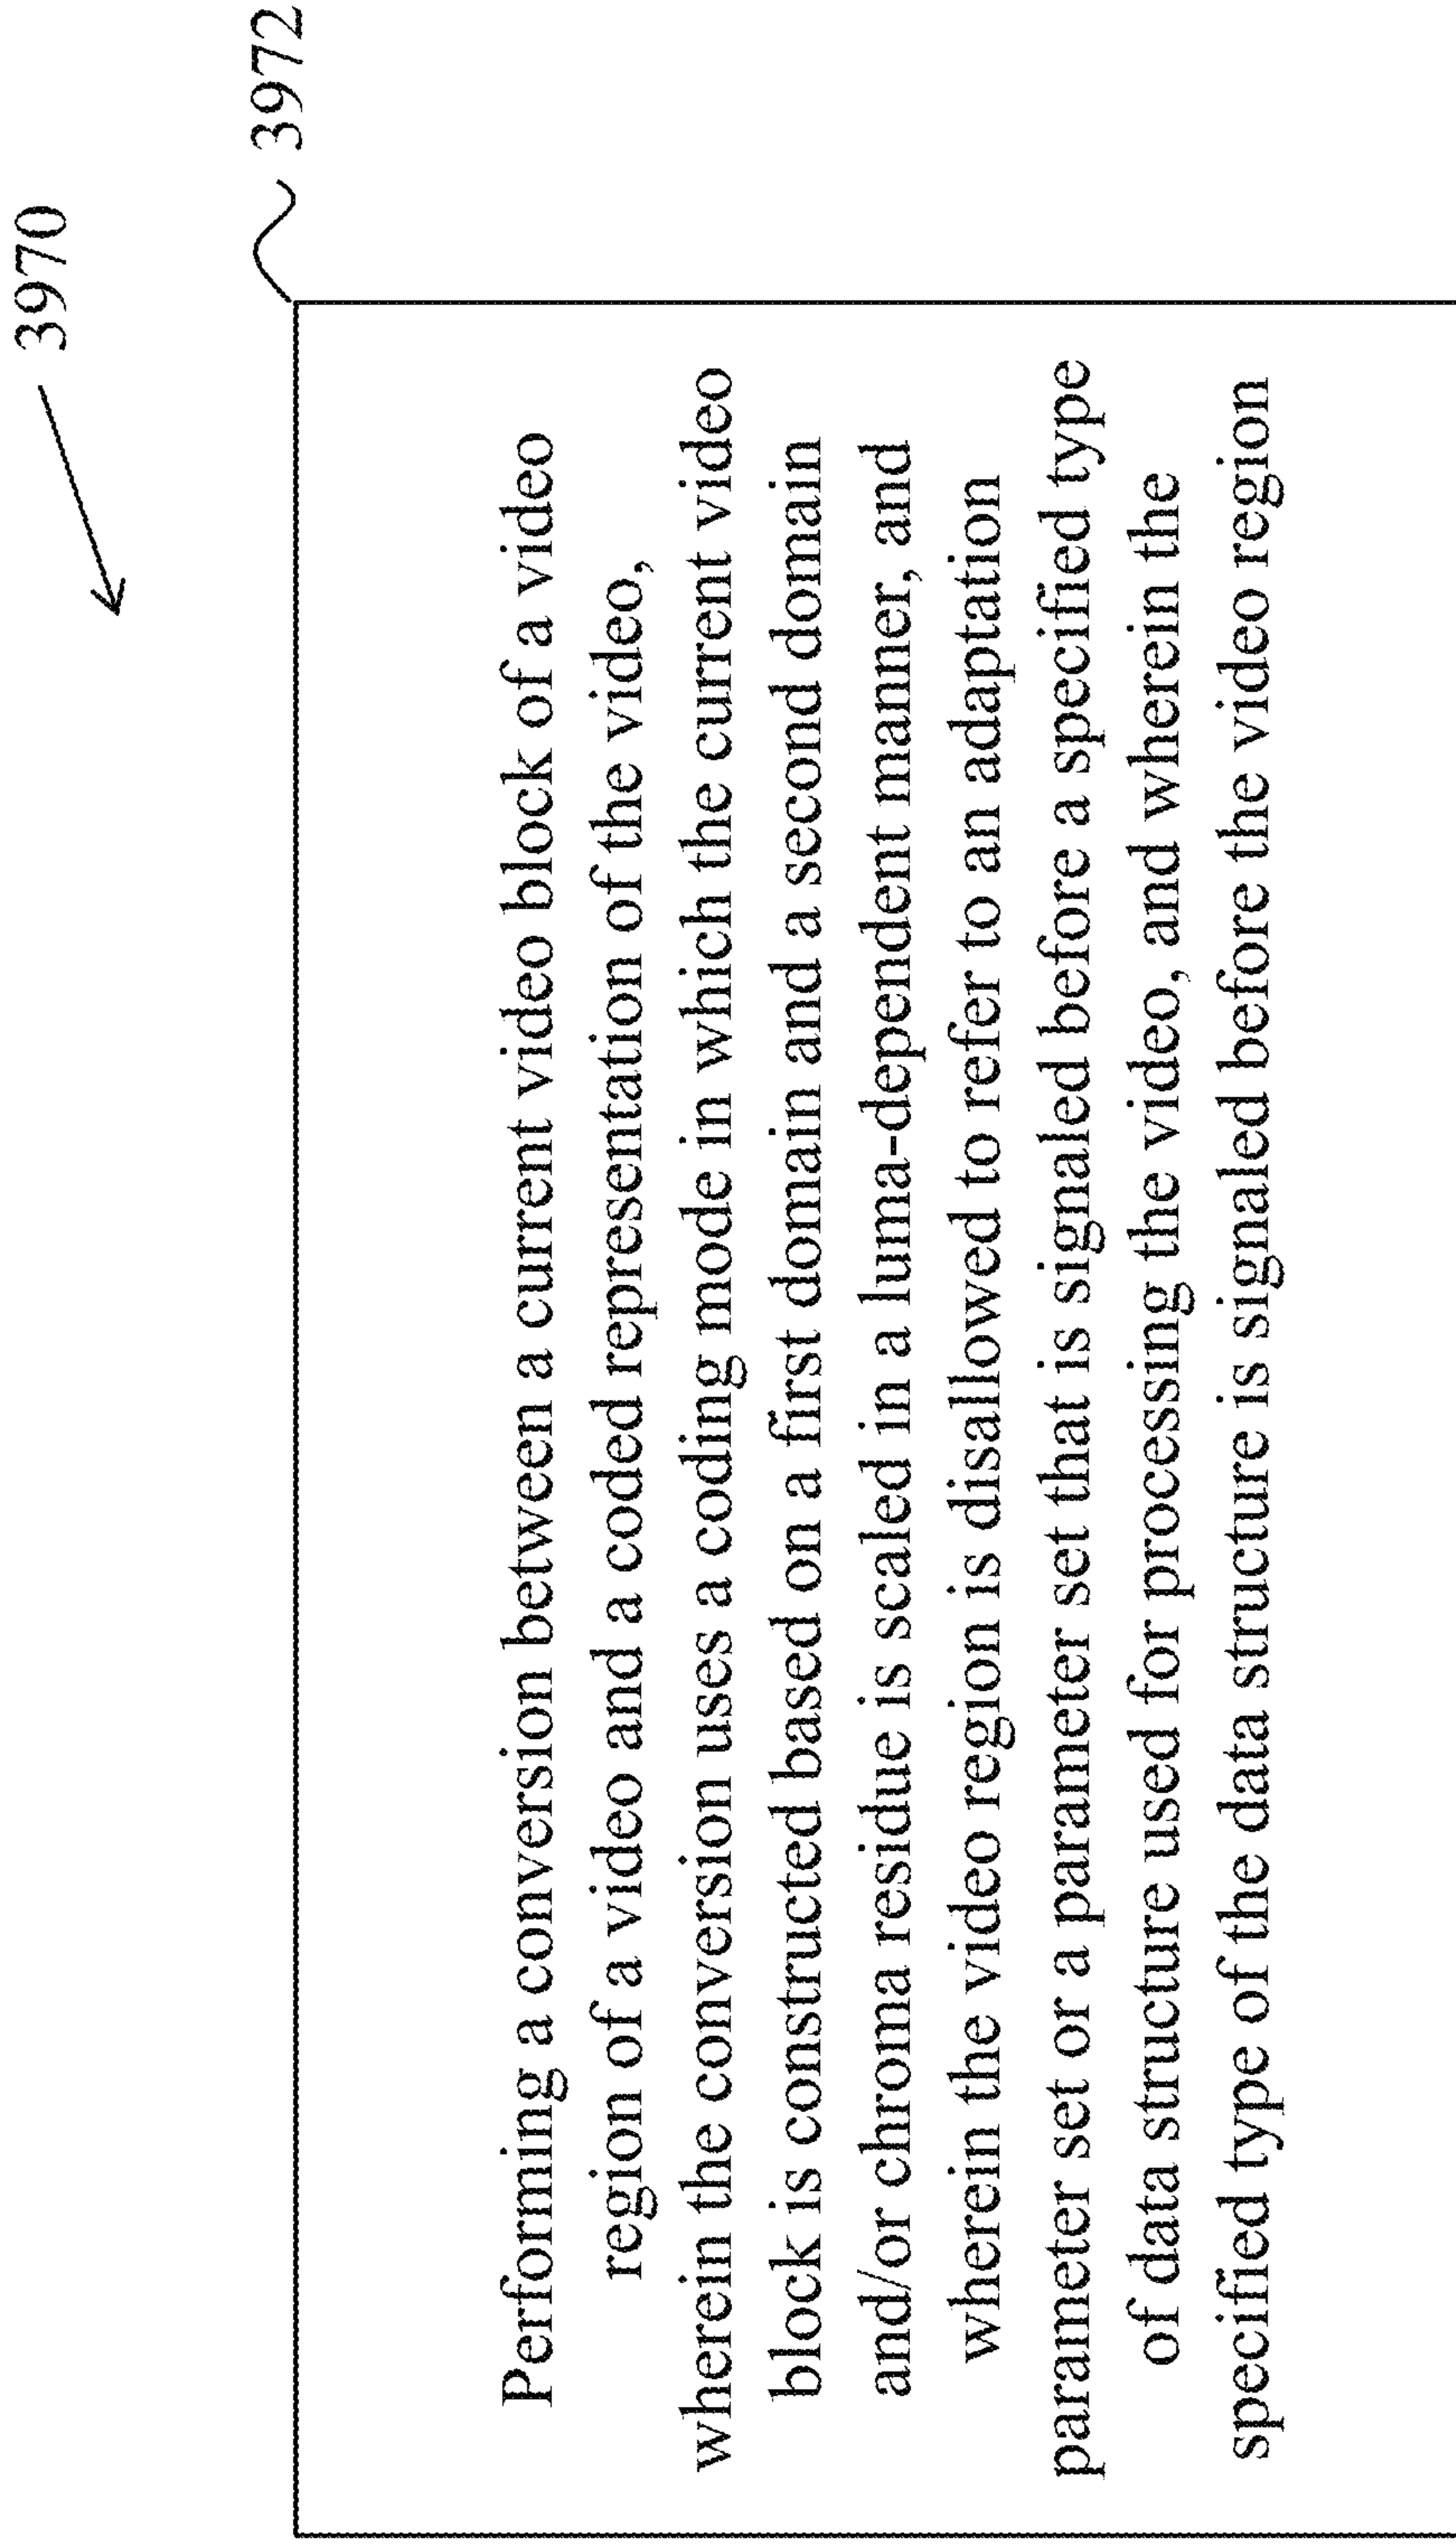 3970
3972
Performing a conversion between a current video block of a video
region of a video and a coded representation of the video,
wherein the conversion uses a coding mode in which the current video
block is constructed based on a first domain and a second domain
and/or chroma residue is scaled in a luma-dependent manner, and
wherein the video region is disallowed to refer to an adaptation
parameter set or a parameter set that is signaled before a specified type
of data structure used for processing the video, and wherein the
specified type of the data structure is signaled before the video region